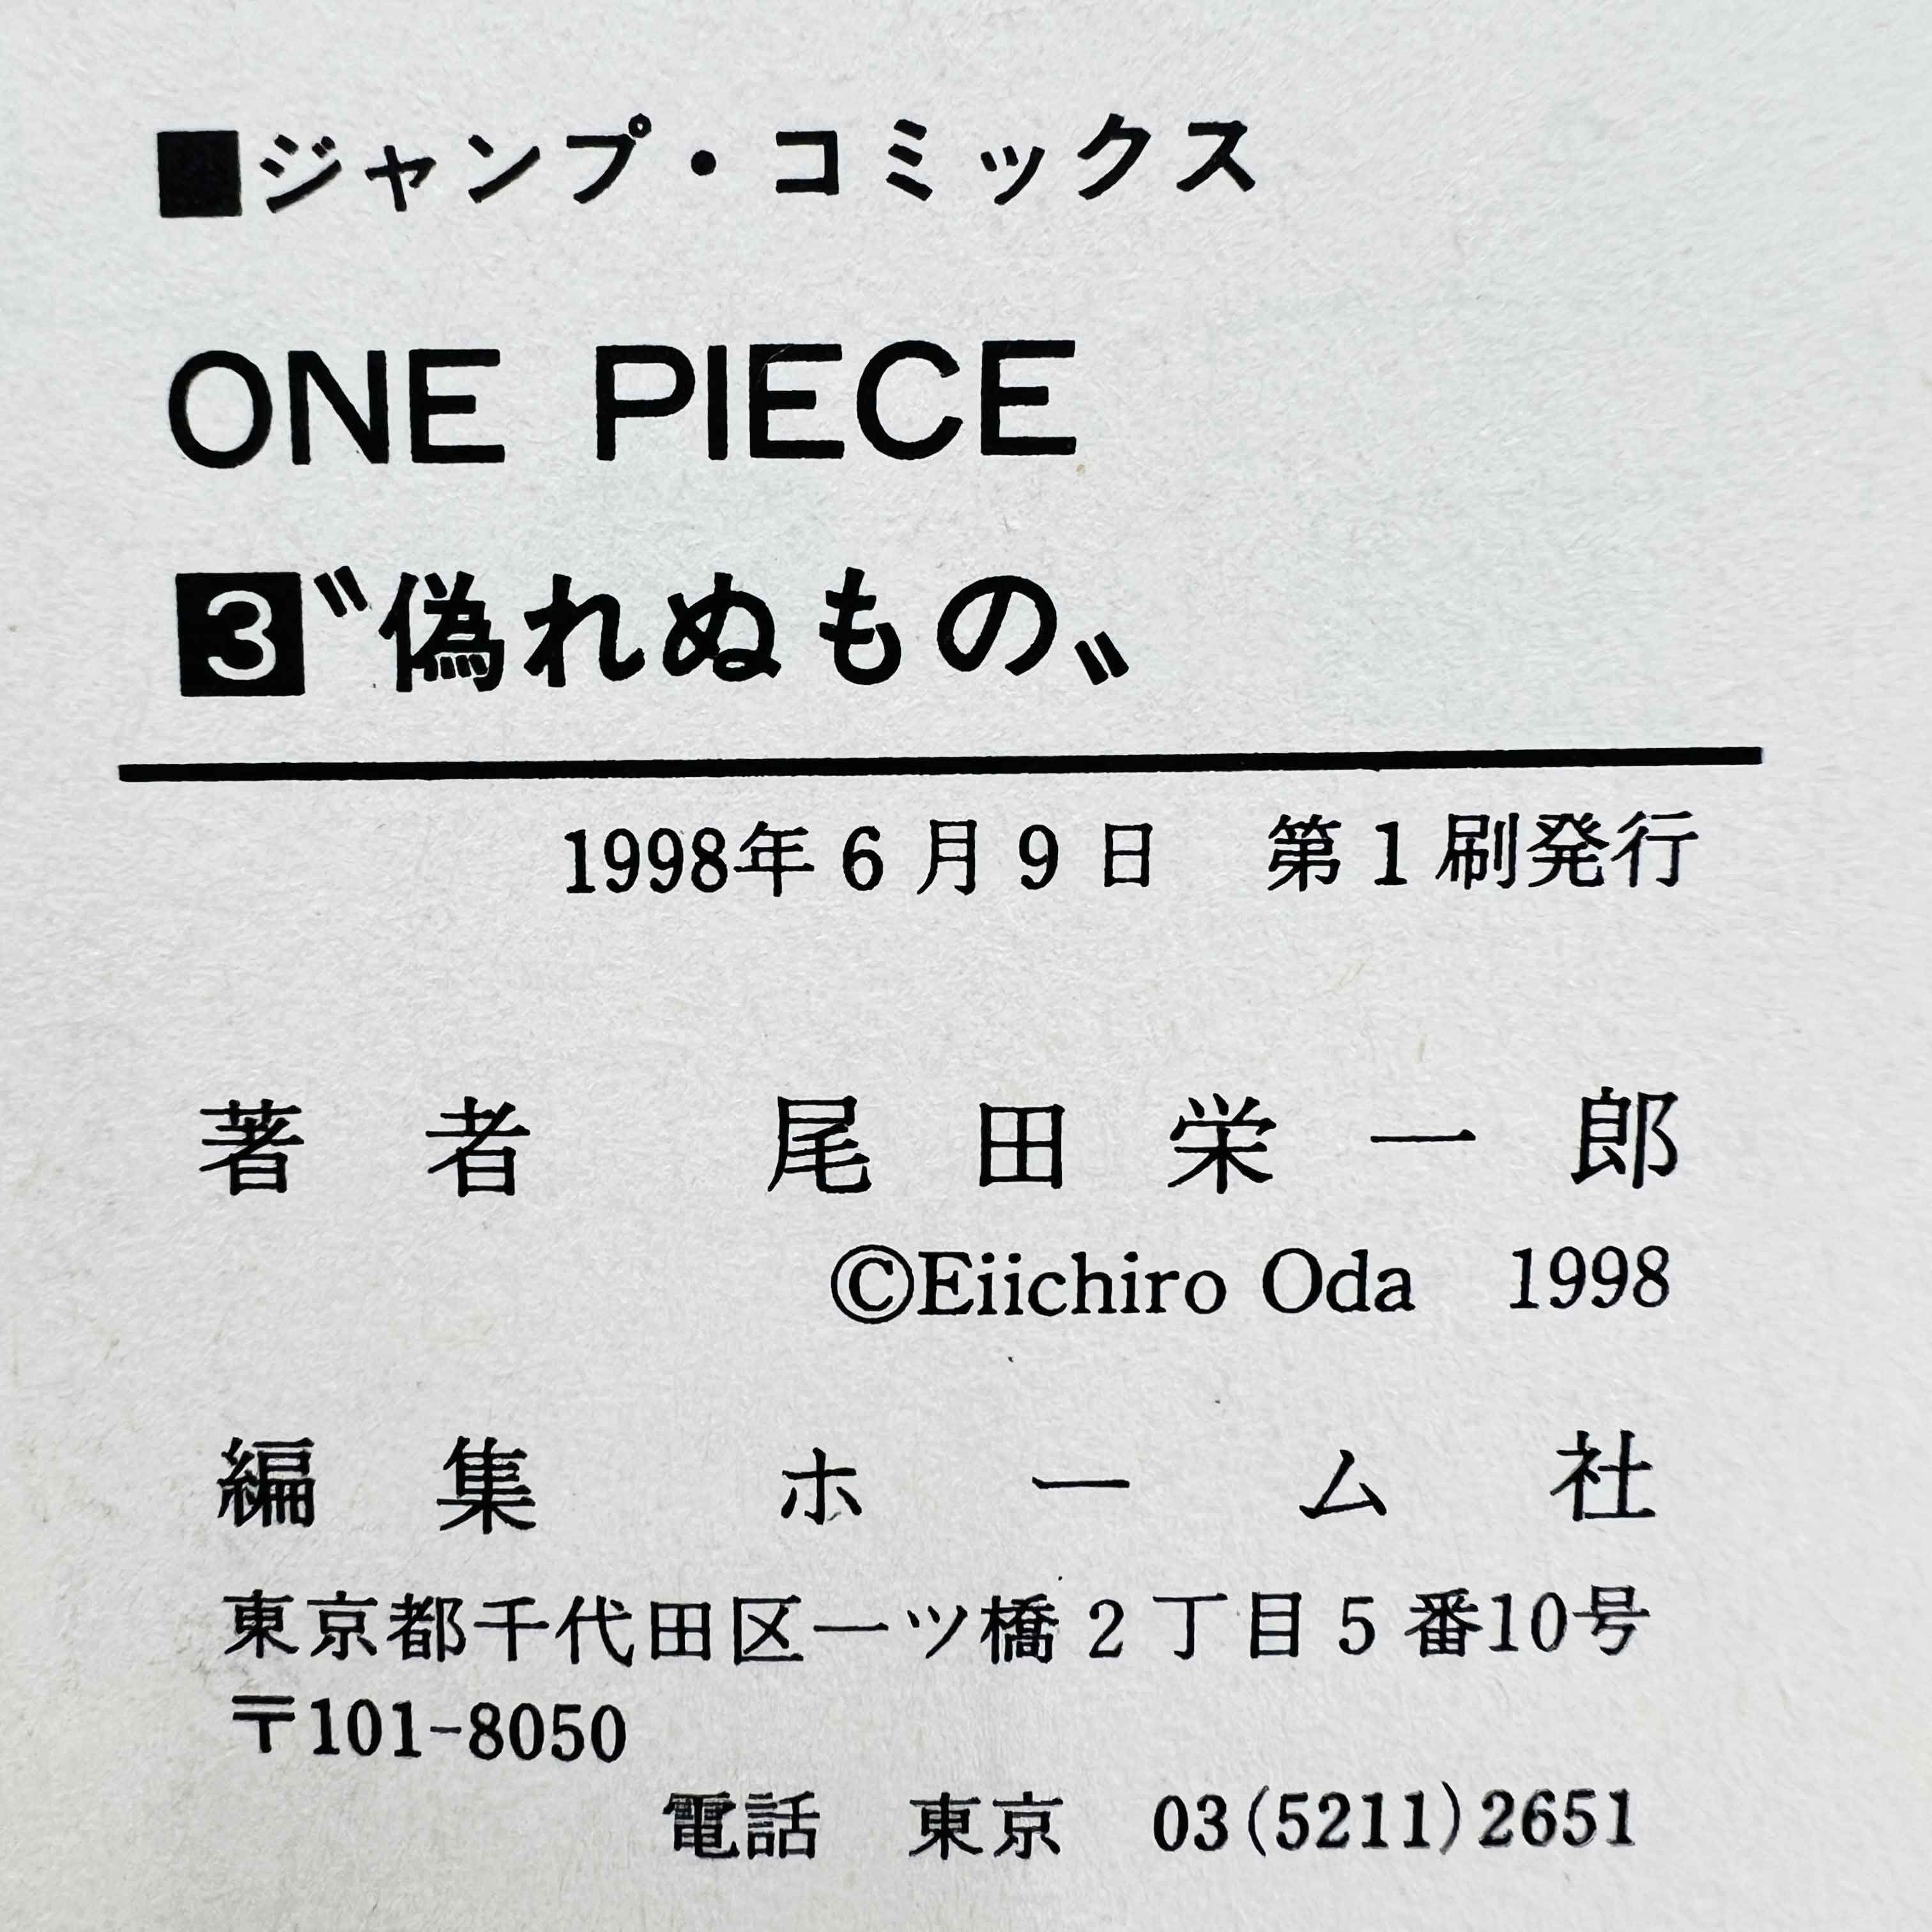 ■ジャンプ・コミックス
ONE PIECE
3〝偽れぬもの〟
1998年6月9日 第1刷発行
著者 尾田栄一郎
©Eiichiro Oda 1998
編集 ホーム社
東京都千代田区一ツ橋2丁目5番10号
〒101-8050
電話 東京 03(5211)2651